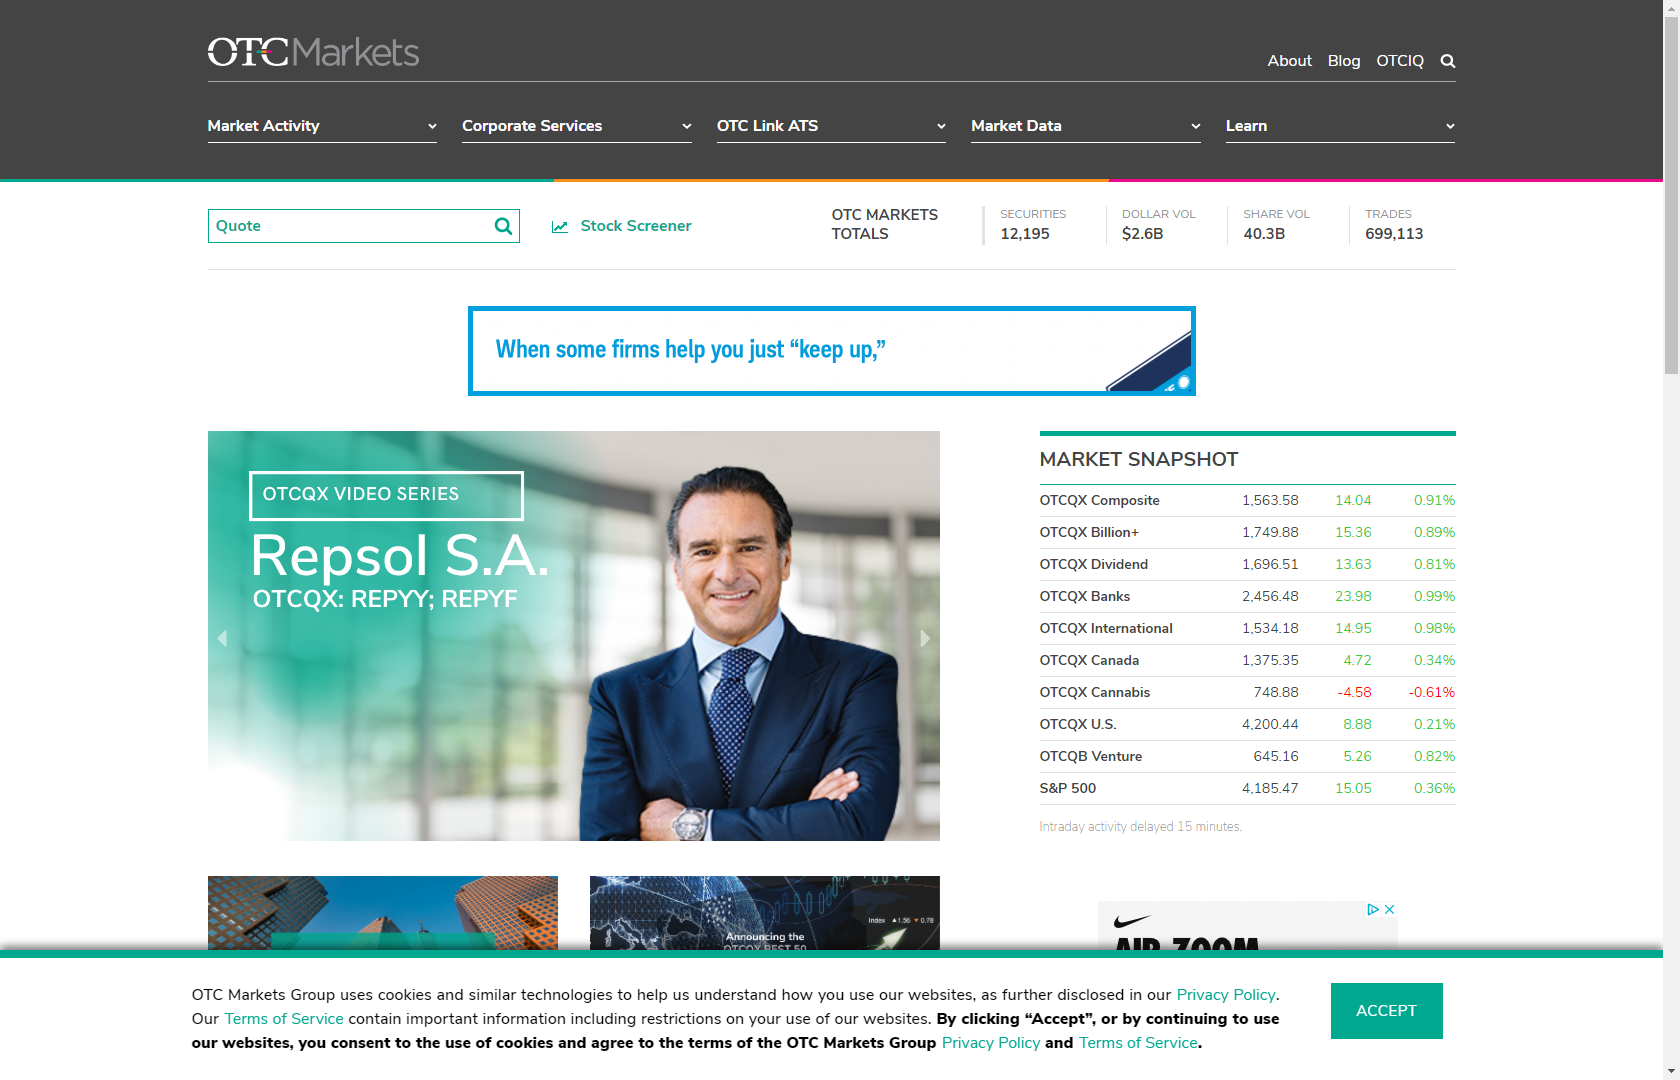 OTC Markets
About Blog OTCIQ
Market Activity Corporate Services OTC Link ATS Market Data Learn
Quote
Stock Screener
OTC MARKETS TOTALS
SECURITIES 12,195
DOLLAR VOL $2.6B
SHARE VOL 40.3B
TRADES 699,113
When some firms help you just “keep up,”
OTCQX VIDEO SERIES
Repsol S.A.
OTCQX: REPYY; REPYF
MARKET SNAPSHOT
OTCQX Composite 1,563.58 14.04 0.91%
OTCQX Billion+ 1,749.88 15.36 0.89%
OTCQX Dividend 1,696.51 13.63 0.81%
OTCQX Banks 2,456.48 23.98 0.99%
OTCQX International 1,534.18 14.95 0.98%
OTCQX Canada 1,375.35 4.72 0.34%
OTCQX Cannabis 748.88 -4.58 -0.61%
OTCQX U.S. 4,200.44 8.88 0.21%
OTCQB Venture 645.16 5.26 0.82%
S&P 500 4,185.47 15.05 0.36%
Intraday activity delayed 15 minutes.
Index ▲1.56 ▼0.78
Announcing the
OTCQX BEST 50
AIR ZOOM
OTC Markets Group uses cookies and similar technologies to help us understand how you use our websites, as further disclosed in our Privacy Policy.
Our Terms of Service contain important information including restrictions on your use of our websites. By clicking “Accept”, or by continuing to use
our websites, you consent to the use of cookies and agree to the terms of the OTC Markets Group Privacy Policy and Terms of Service.
ACCEPT